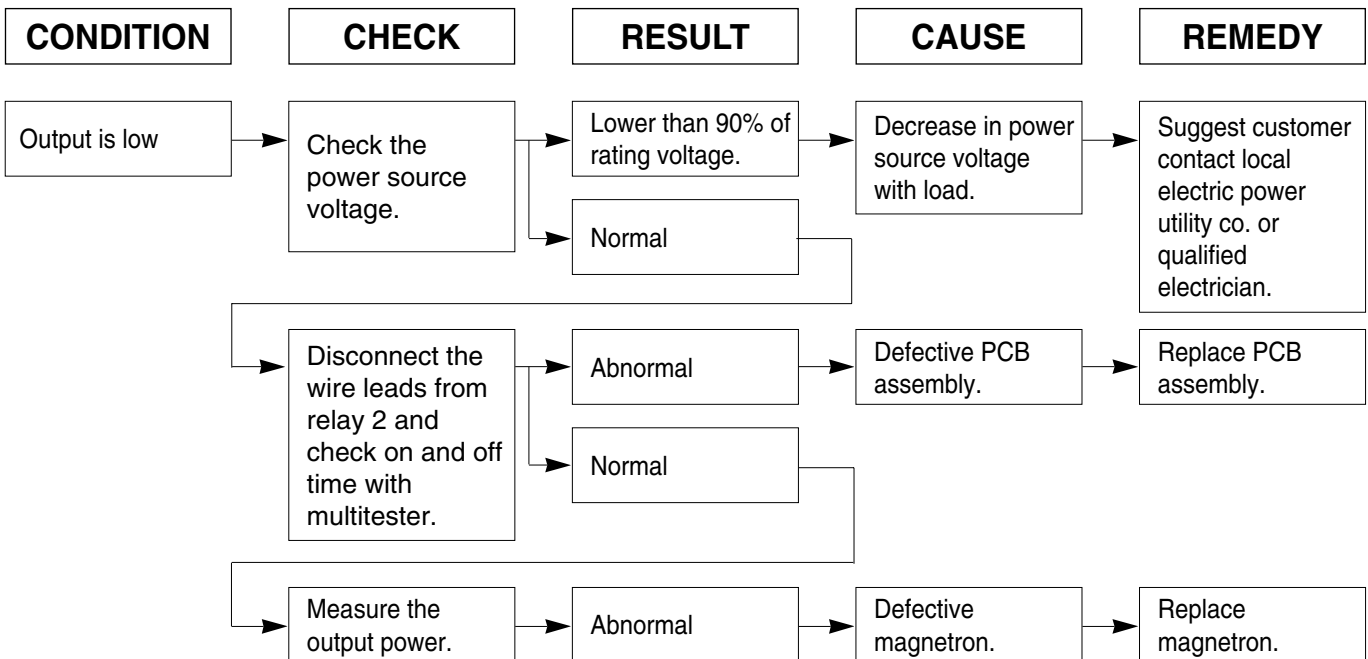 CONDITION
CHECK
RESULT
CAUSE
REMEDY
Output is low
Check the
power source
voltage.
Lower than 90% of
rating voltage.
Decrease in power
source voltage
with load.
Suggest customer
contact local
electric power
utility co. or
qualified
electrician.
Normal
Disconnect the
wire leads from
relay 2 and
check on and off
time with
multitester.
Abnormal
Defective PCB
assembly.
Replace PCB
assembly.
Normal
Measure the
output power.
Abnormal
Defective
magnetron.
Replace
magnetron.